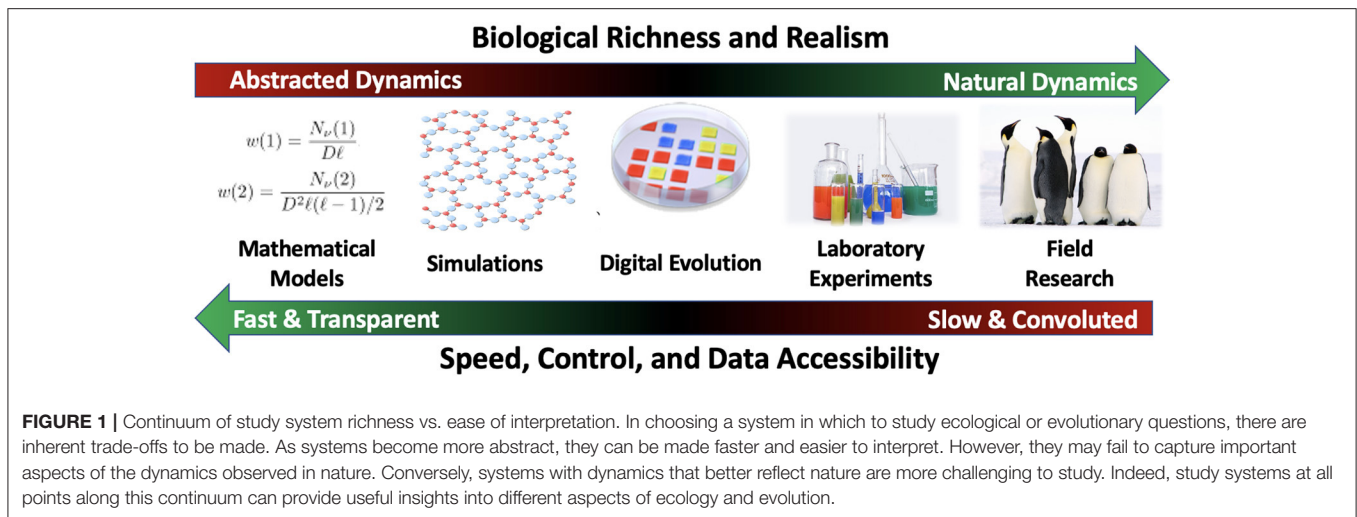 Biological Richness and Realism
Abstracted Dynamics
Natural Dynamics
w(1) = N_ν(1) / Dℓ
w(2) = N_ν(2) / D²ℓ(ℓ − 1)/2
Mathematical
Models
Simulations
Digital Evolution
Laboratory
Experiments
Field
Research
Fast & Transparent
Slow & Convoluted
Speed, Control, and Data Accessibility
FIGURE 1 | Continuum of study system richness vs. ease of interpretation. In choosing a system in which to study ecological or evolutionary questions, there are
inherent trade-offs to be made. As systems become more abstract, they can be made faster and easier to interpret. However, they may fail to capture important
aspects of the dynamics observed in nature. Conversely, systems with dynamics that better reflect nature are more challenging to study. Indeed, study systems at all
points along this continuum can provide useful insights into different aspects of ecology and evolution.